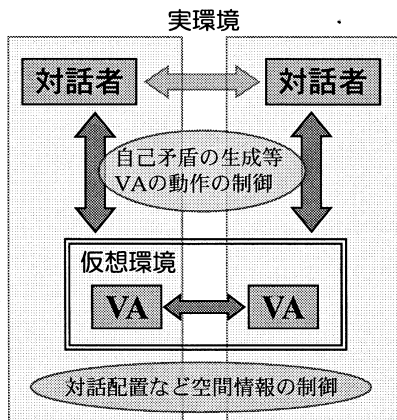 実環境
対話者
対話者
自己矛盾の生成等
VAの動作の制御
仮想環境
VA
VA
対話配置など空間情報の制御